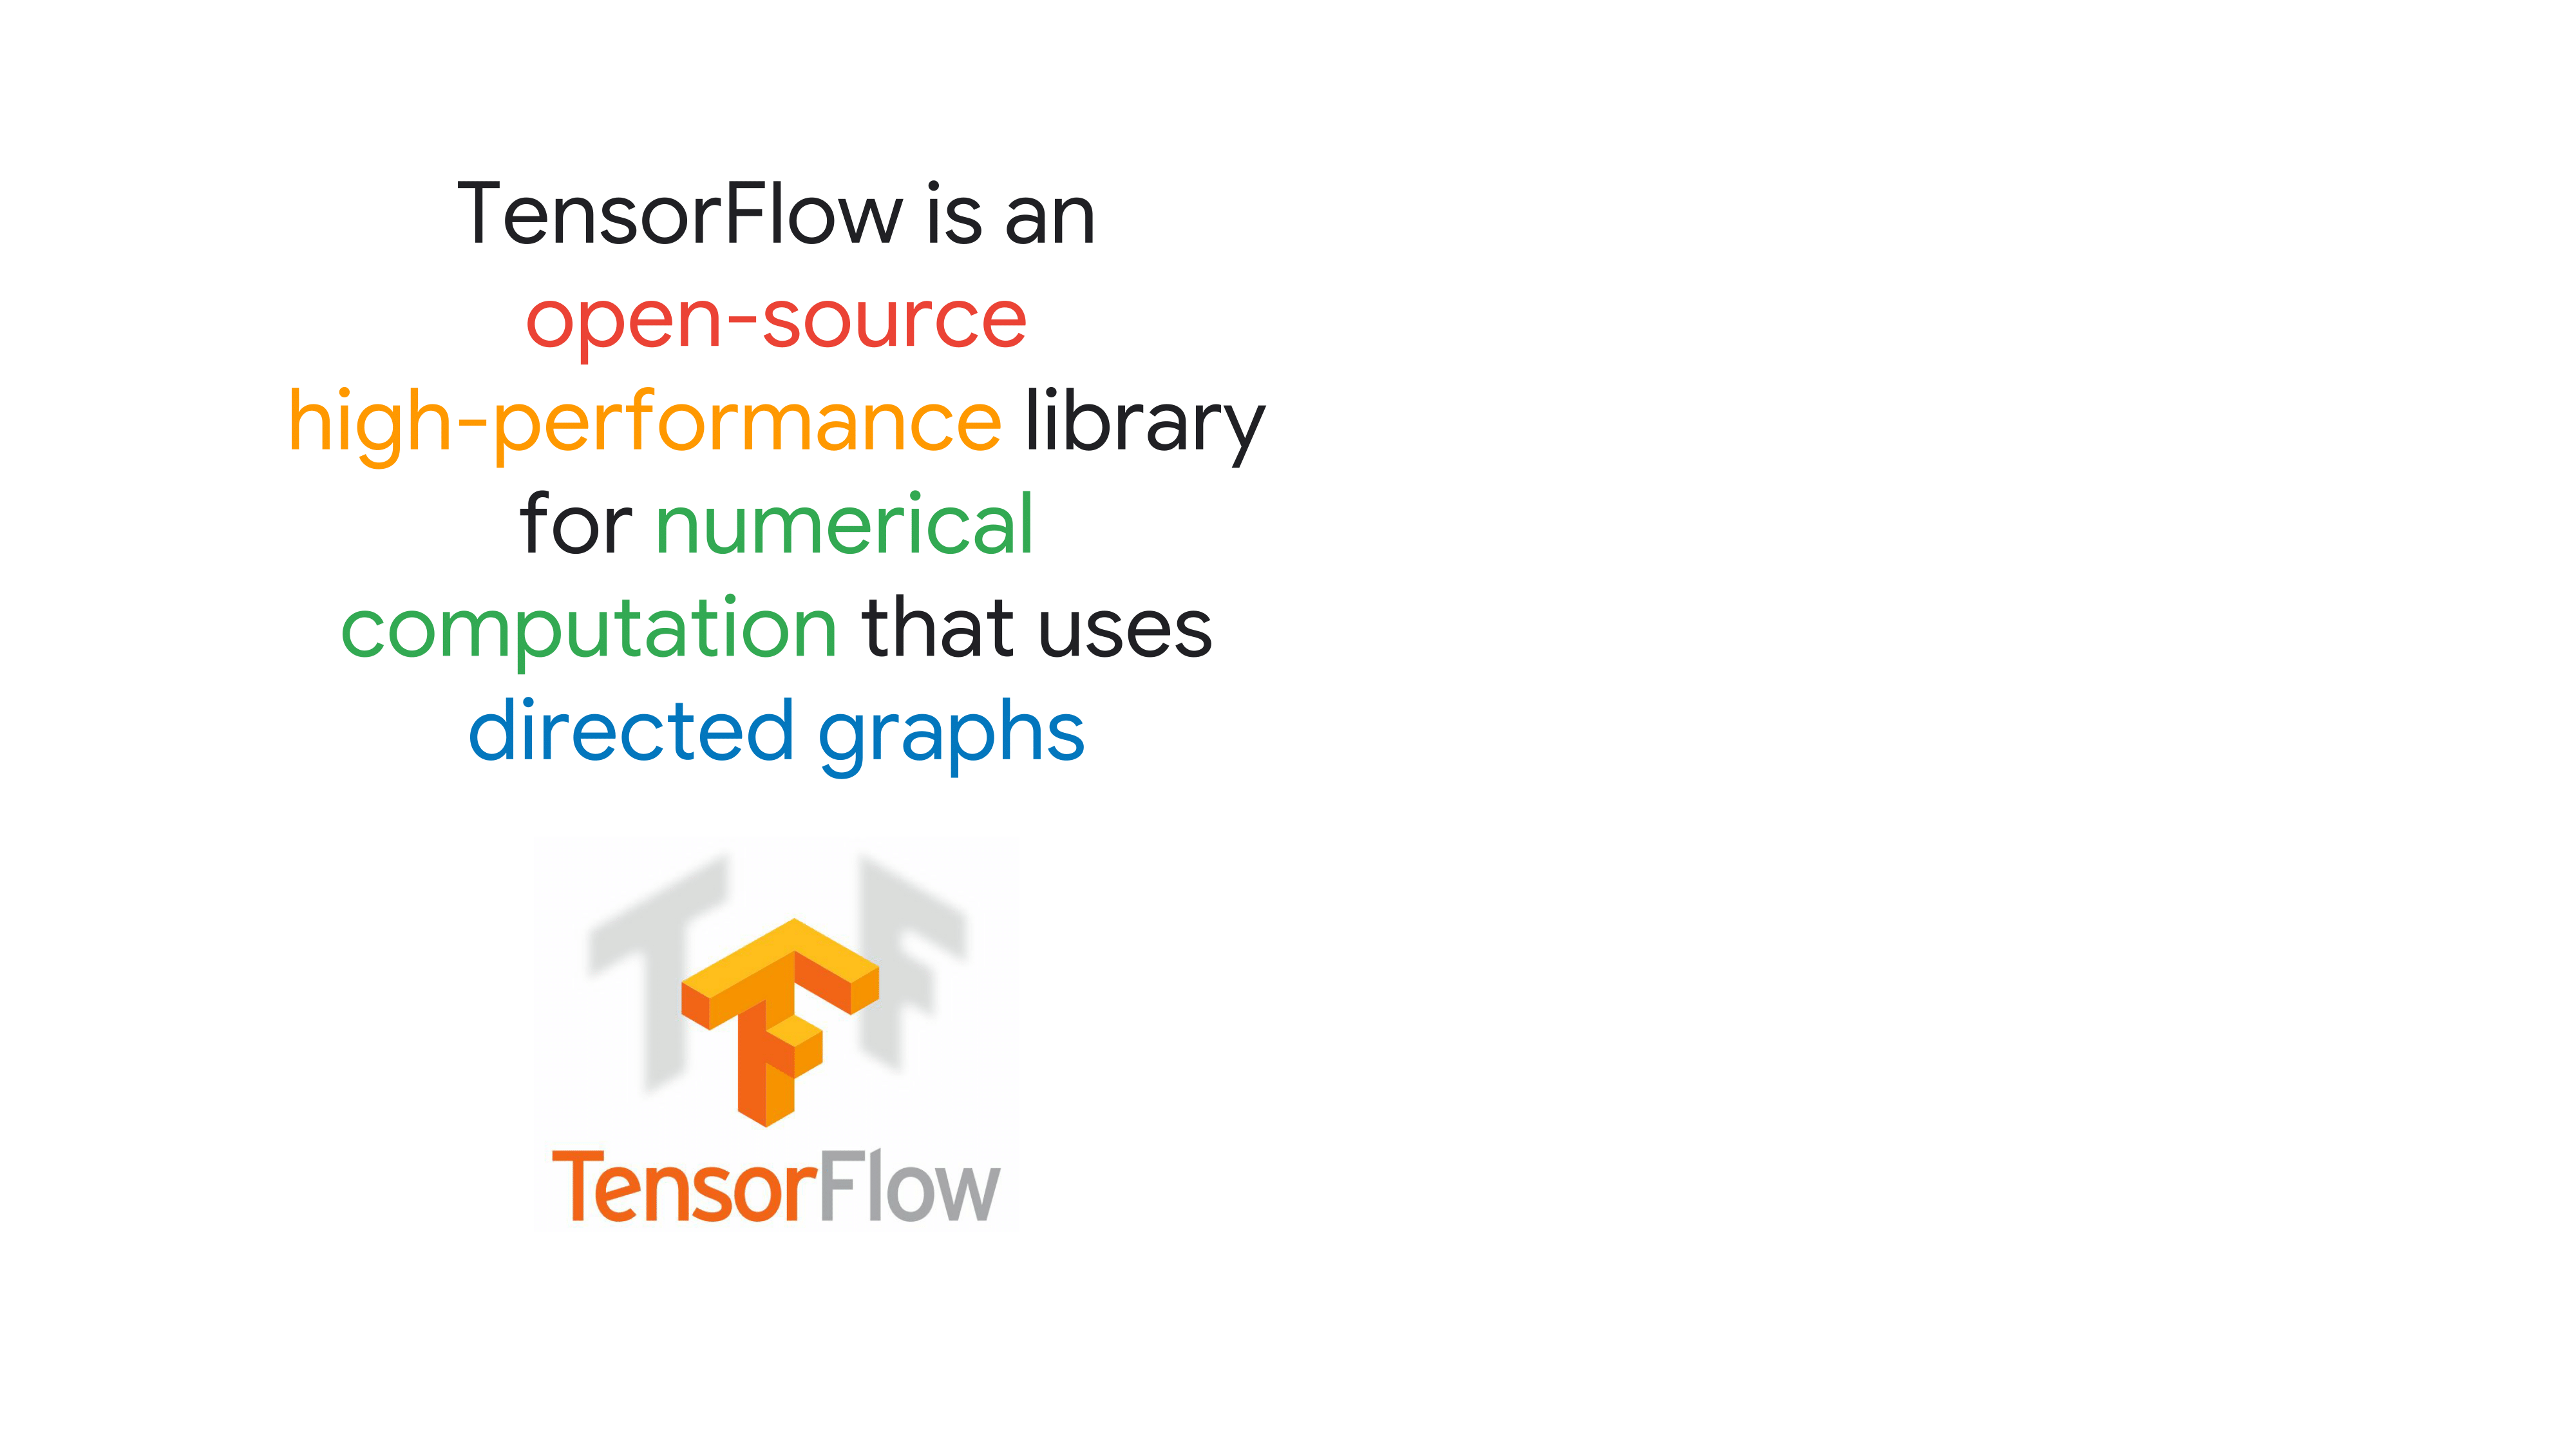 TensorFlow is an
open-source
high-performance library
for numerical
computation that uses
directed graphs
TensorFlow